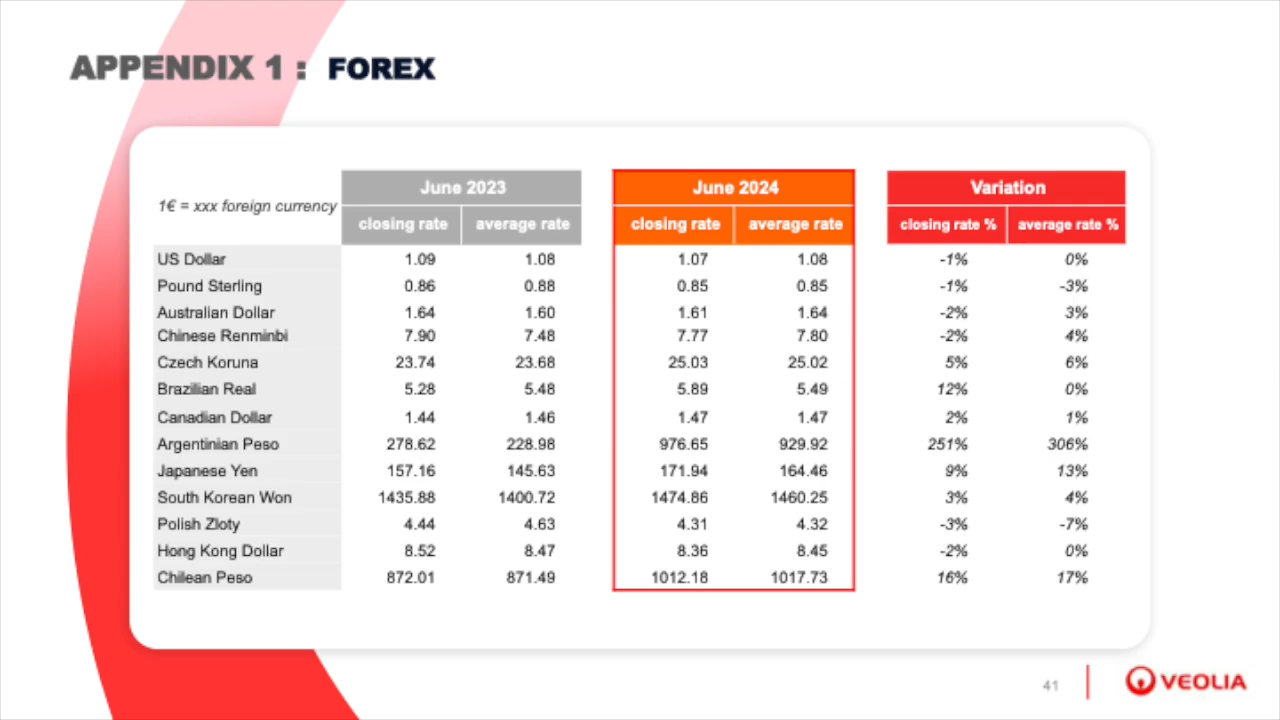 APPENDIX 1 : FOREX
1€ = xxx foreign currency
June 2023 June 2024 Variation
closing rate average rate closing rate average rate closing rate % average rate %
US Dollar 1.09 1.08 1.07 1.08 -1% 0%
Pound Sterling 0.86 0.88 0.85 0.85 -1% -3%
Australian Dollar 1.64 1.60 1.61 1.64 -2% 3%
Chinese Renminbi 7.90 7.48 7.77 7.80 -2% 4%
Czech Koruna 23.74 23.68 25.03 25.02 5% 6%
Brazilian Real 5.28 5.48 5.89 5.49 12% 0%
Canadian Dollar 1.44 1.46 1.47 1.47 2% 1%
Argentinian Peso 278.62 228.98 976.65 929.92 251% 306%
Japanese Yen 157.16 145.63 171.94 164.46 9% 13%
South Korean Won 1435.88 1400.72 1474.86 1460.25 3% 4%
Polish Zloty 4.44 4.63 4.31 4.32 -3% -7%
Hong Kong Dollar 8.52 8.47 8.36 8.45 -2% 0%
Chilean Peso 872.01 871.49 1012.18 1017.73 16% 17%
41
VEOLIA